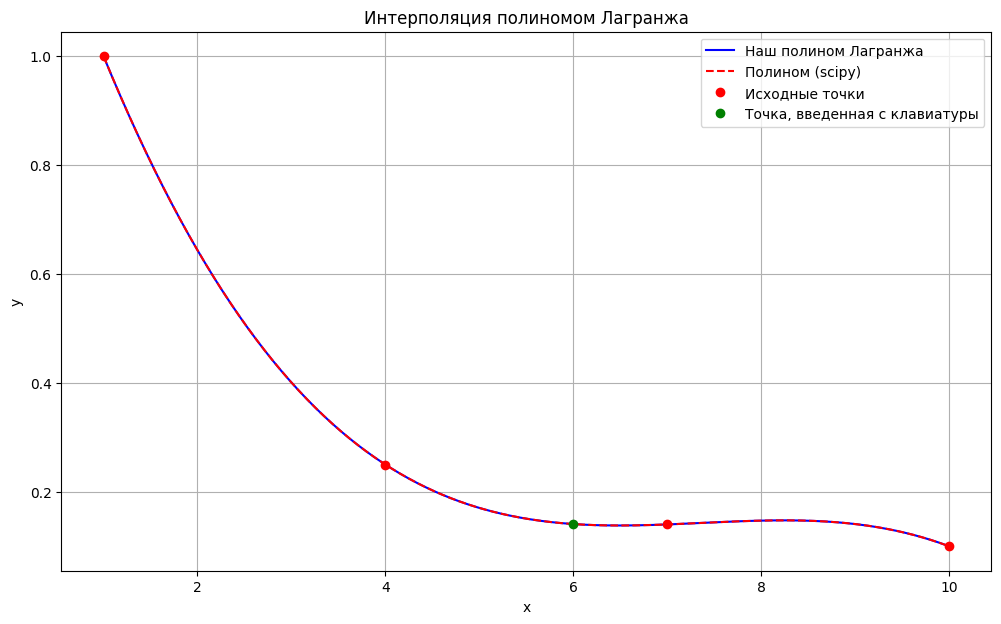 Интерполяция полиномом Лагранжа
Наш полином Лагранжа
Полином (scipy)
Исходные точки
Точка, введенная с клавиатуры
1.0
0.8
0.6
0.4
0.2
y
2
4
6
8
10
x